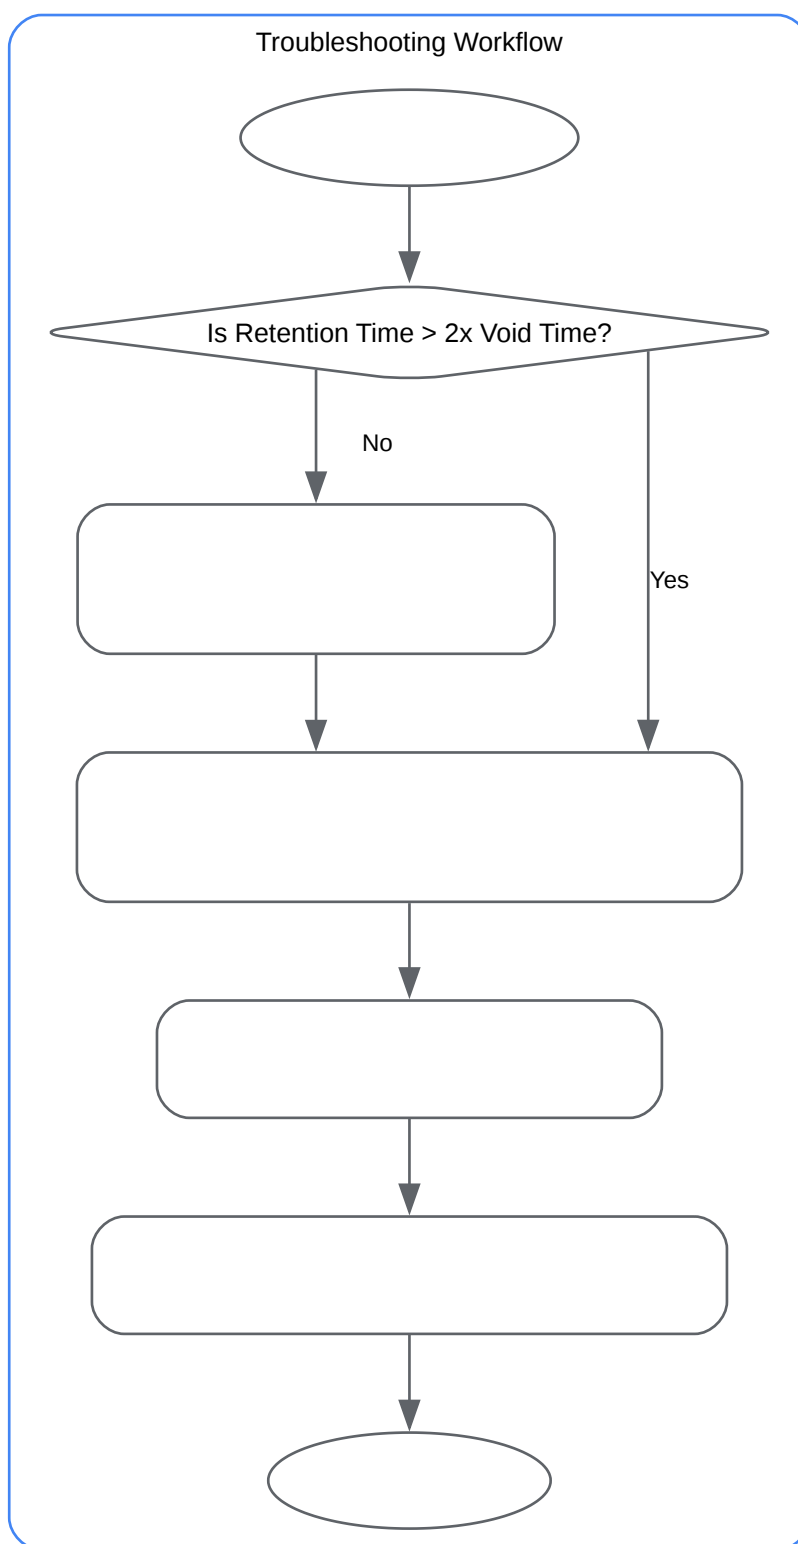 Troubleshooting Workflow
Is Retention Time > 2x Void Time?
No
Yes